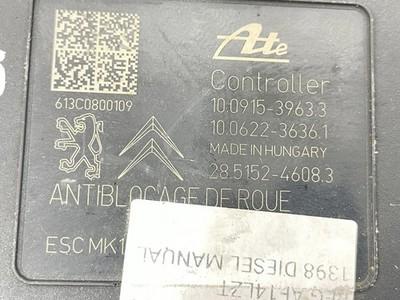 Ate
613C0800109
Controller
10.0915-3963.3
10.0622-3636.1
MADE IN HUNGARY
28.5152-4608.3
ANTIBLOCAGE DE ROUE
ESC MK1
1398 DIESEL MANUAL